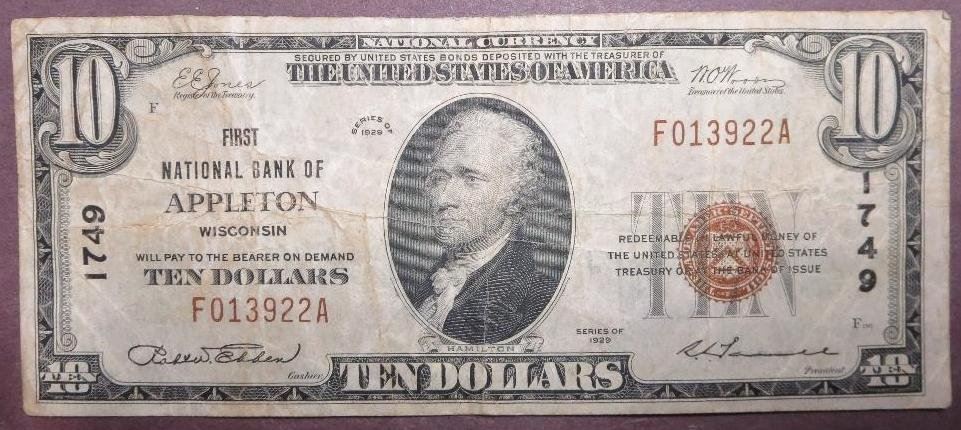 NATIONAL CURRENCY
SECURED BY UNITED STATES BONDS DEPOSITED WITH THE TREASURER OF
THE UNITED STATES OF AMERICA
10
10
E E Jones
Register of the Treasury.
W O Woods
Treasurer of the United States.
F
SERIES OF
1929
F013922A
FIRST
NATIONAL BANK OF
APPLETON
WISCONSIN
WILL PAY TO THE BEARER ON DEMAND
TEN DOLLARS
F013922A
1749
1749
TEN
REDEEMABLE IN LAWFUL MONEY OF
THE UNITED STATES AT UNITED STATES
TREASURY OR AT THE BANK OF ISSUE
SERIES OF
1929
F
HAMILTON
Cashier.
President.
10
TEN
TEN DOLLARS
10
TEN